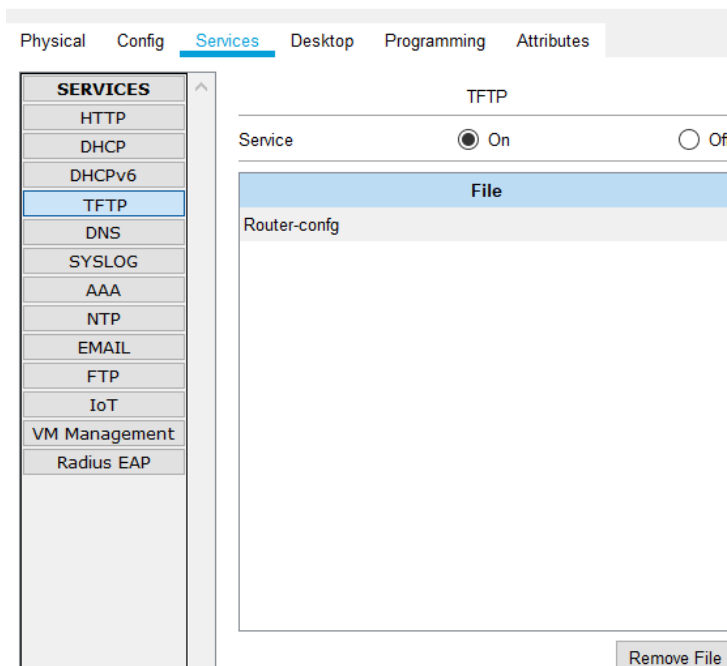 Physical Config Services Desktop Programming Attributes
SERVICES
HTTP
DHCP
DHCPv6
TFTP
DNS
SYSLOG
AAA
NTP
EMAIL
FTP
IoT
VM Management
Radius EAP
TFTP
Service On Off
File
Router-confg
Remove File